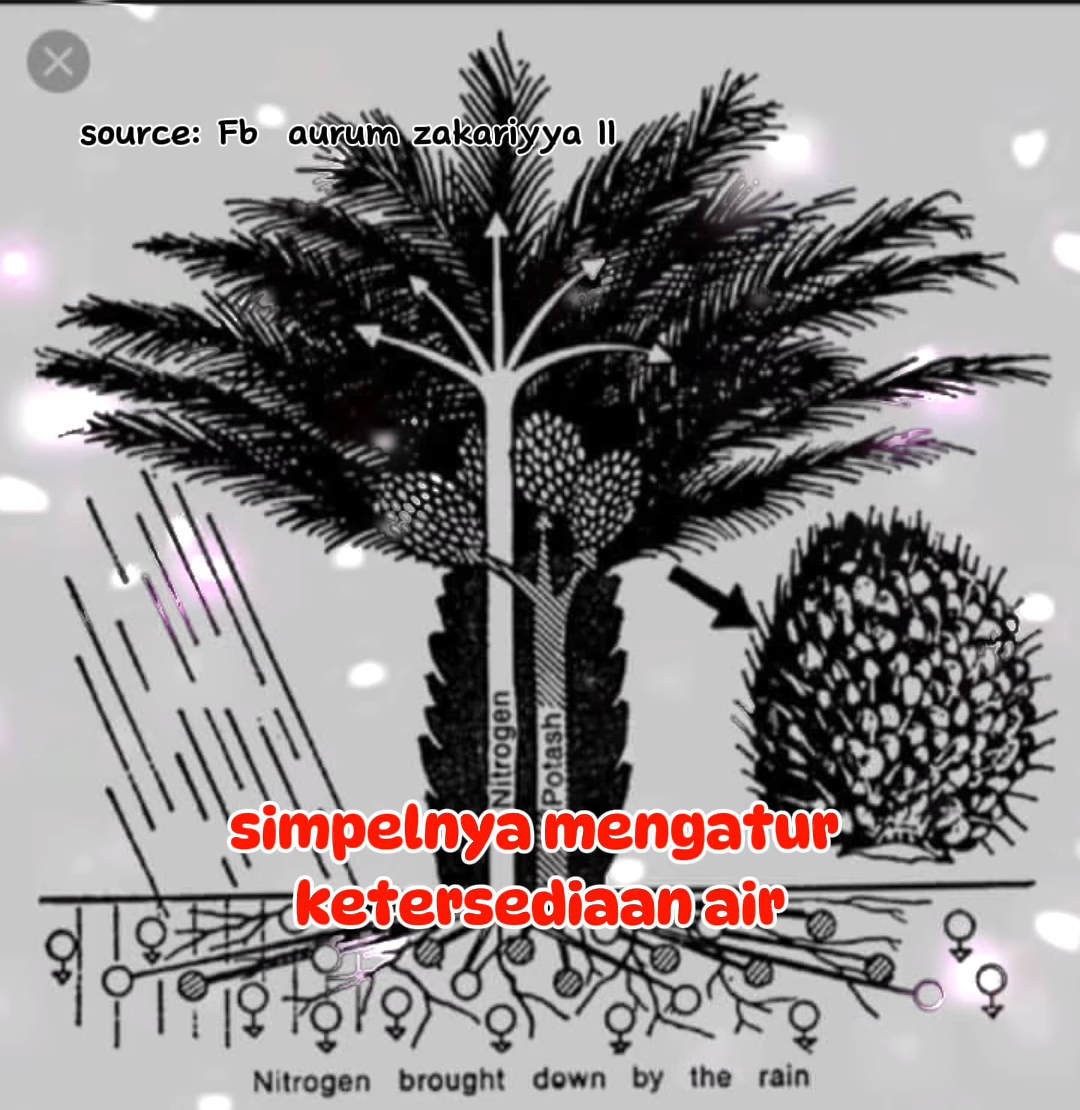 source: Fb aurum zakariyya II
Nitrogen
Potash
simpelnya mengatur
ketersediaan air
Nitrogen brought down by the rain